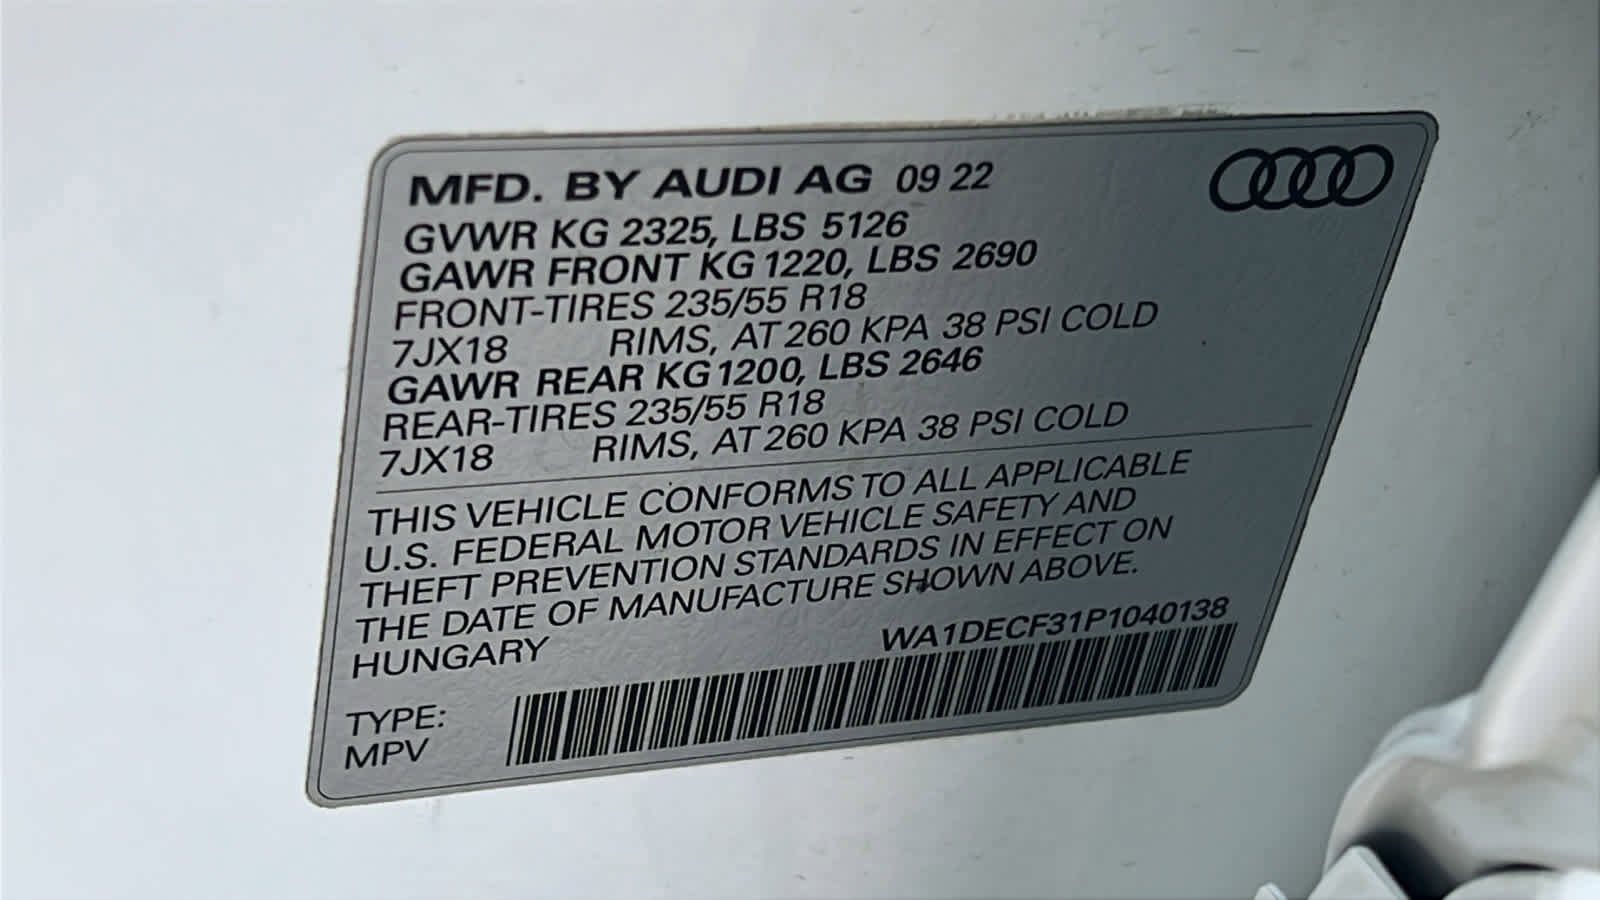 MFD. BY AUDI AG 09 22
GVWR KG 2325, LBS 5126
GAWR FRONT KG 1220, LBS 2690
FRONT-TIRES 235/55 R18
7JX18 RIMS, AT 260 KPA 38 PSI COLD
GAWR REAR KG 1200, LBS 2646
REAR-TIRES 235/55 R18
7JX18 RIMS, AT 260 KPA 38 PSI COLD
THIS VEHICLE CONFORMS TO ALL APPLICABLE
U.S. FEDERAL MOTOR VEHICLE SAFETY AND
THEFT PREVENTION STANDARDS IN EFFECT ON
THE DATE OF MANUFACTURE SHOWN ABOVE.
HUNGARY
WA1DECF31P1040138
TYPE:
MPV